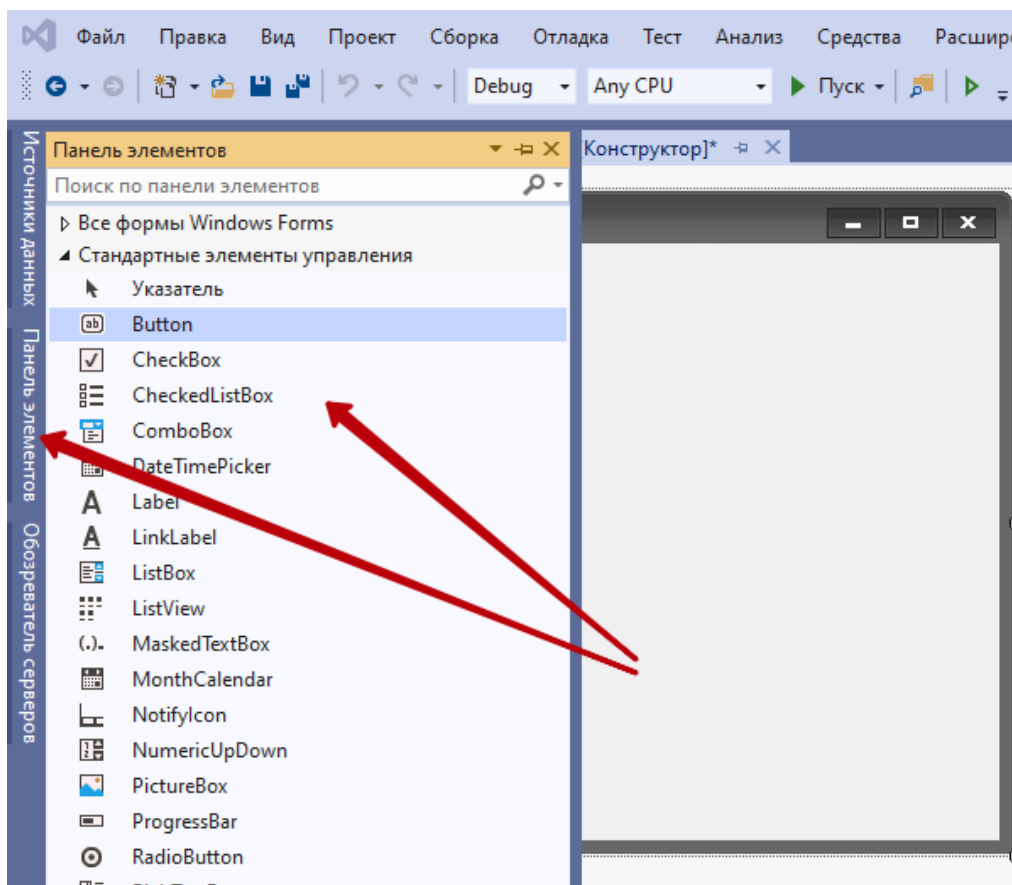 Файл Правка Вид Проект Сборка Отладка Тест Анализ Средства
Debug Any CPU Пуск
Источники данных
Панель элементов
Обозреватель серверов
Панель элементов
[Конструктор]*
Поиск по панели элементов
Все формы Windows Forms
Стандартные элементы управления
Указатель
ab Button
CheckBox
CheckedListBox
ComboBox
DateTimePicker
A Label
A LinkLabel
ListBox
ListView
(.). MaskedTextBox
MonthCalendar
NotifyIcon
NumericUpDown
PictureBox
ProgressBar
RadioButton